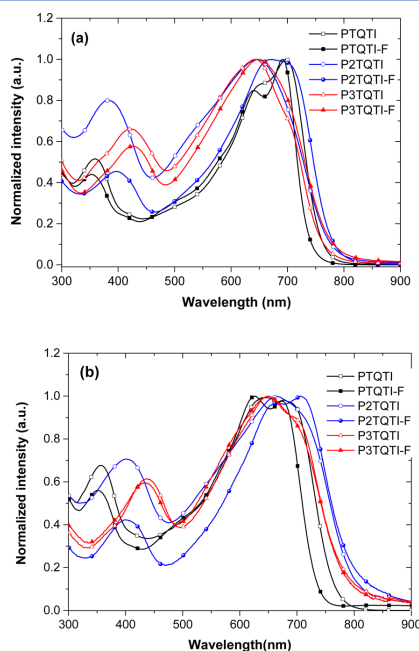 (a)
PTQTI
PTQTI-F
P2TQTI
P2TQTI-F
P3TQTI
P3TQTI-F
Normalized intensity (a.u.)
1.0
0.8
0.6
0.4
0.2
0.0
300 400 500 600 700 800 900
Wavelength (nm)
(b)
PTQTI
PTQTI-F
P2TQTI
P2TQTI-F
P3TQTI
P3TQTI-F
Normalized intensity (a.u.)
1.0
0.8
0.6
0.4
0.2
0.0
300 400 500 600 700 800 900
Wavelength(nm)